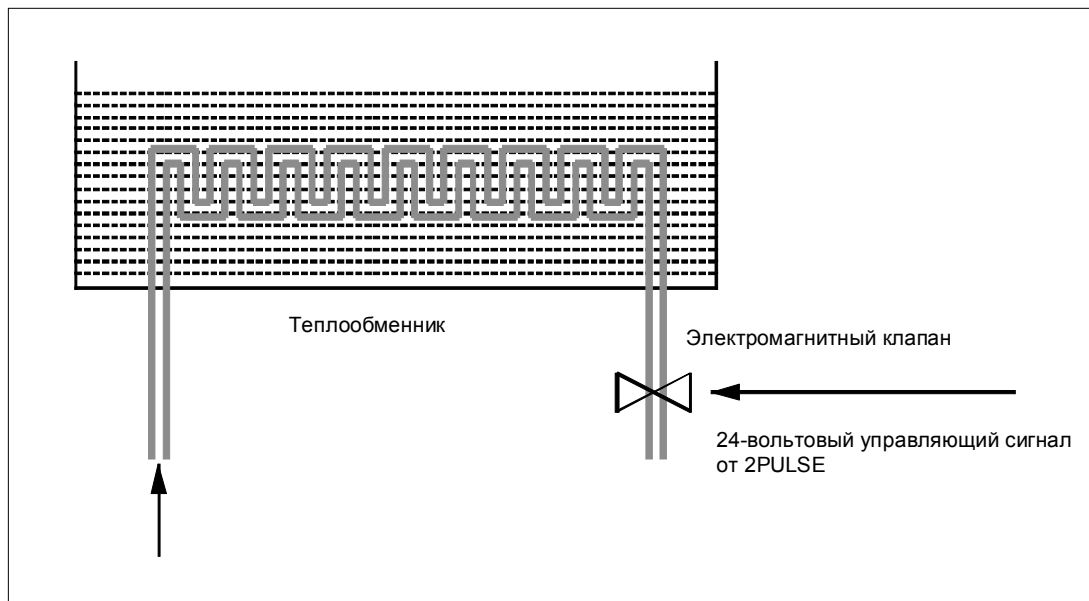 Теплообменник
Электромагнитный клапан
24-вольтовый управляющий сигнал
от 2PULSE